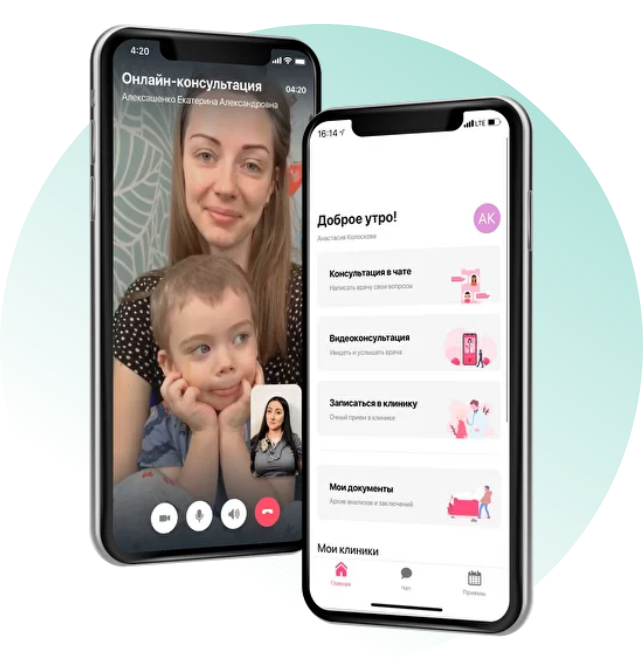 4:20
Онлайн-консультация
04:20
Алексашенко Екатерина Александровна
16:14
LTE
Доброе утро!
АК
Анастасия Колоскова
Консультация в чате
Написать врачу свои вопросы
Видеоконсультация
Увидеть и услышать врача
Записаться в клинику
Очный прием в клинике
Мои документы
Архив анализов и заключений
Мои клиники
Главная
Чат
Приемы